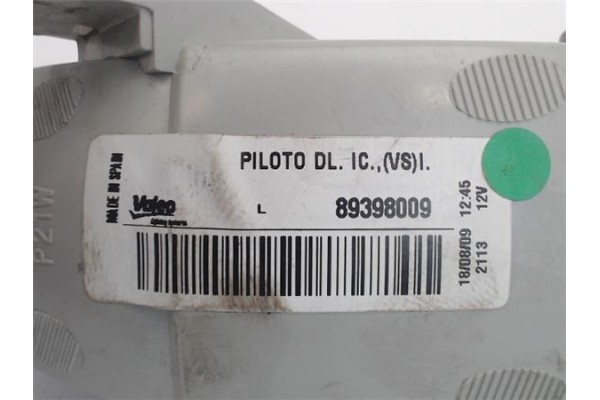 PILOTO DL. IC.,(VS)I.
MADE IN SPAIN
Valeo
L
89398009
18/08/09 12:45
2113 12V
P21W